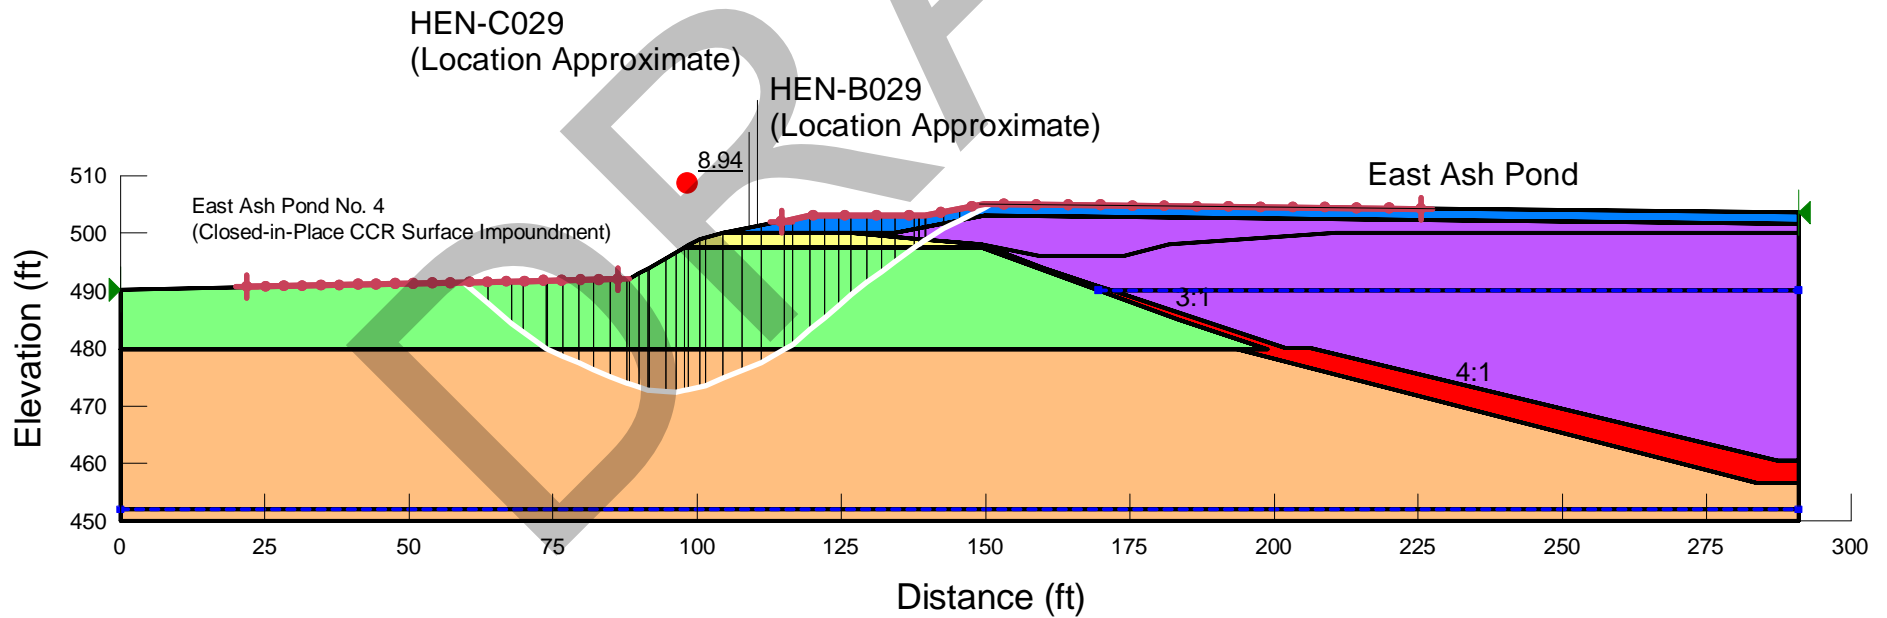 HEN-C029
(Location Approximate)
HEN-B029
(Location Approximate)
8.94
East Ash Pond
East Ash Pond No. 4
(Closed-in-Place CCR Surface Impoundment)
3:1
4:1
510
500
490
480
470
460
450
Elevation (ft)
0 25 50 75 100 125 150 175 200 225 250 275 300
Distance (ft)
DRA